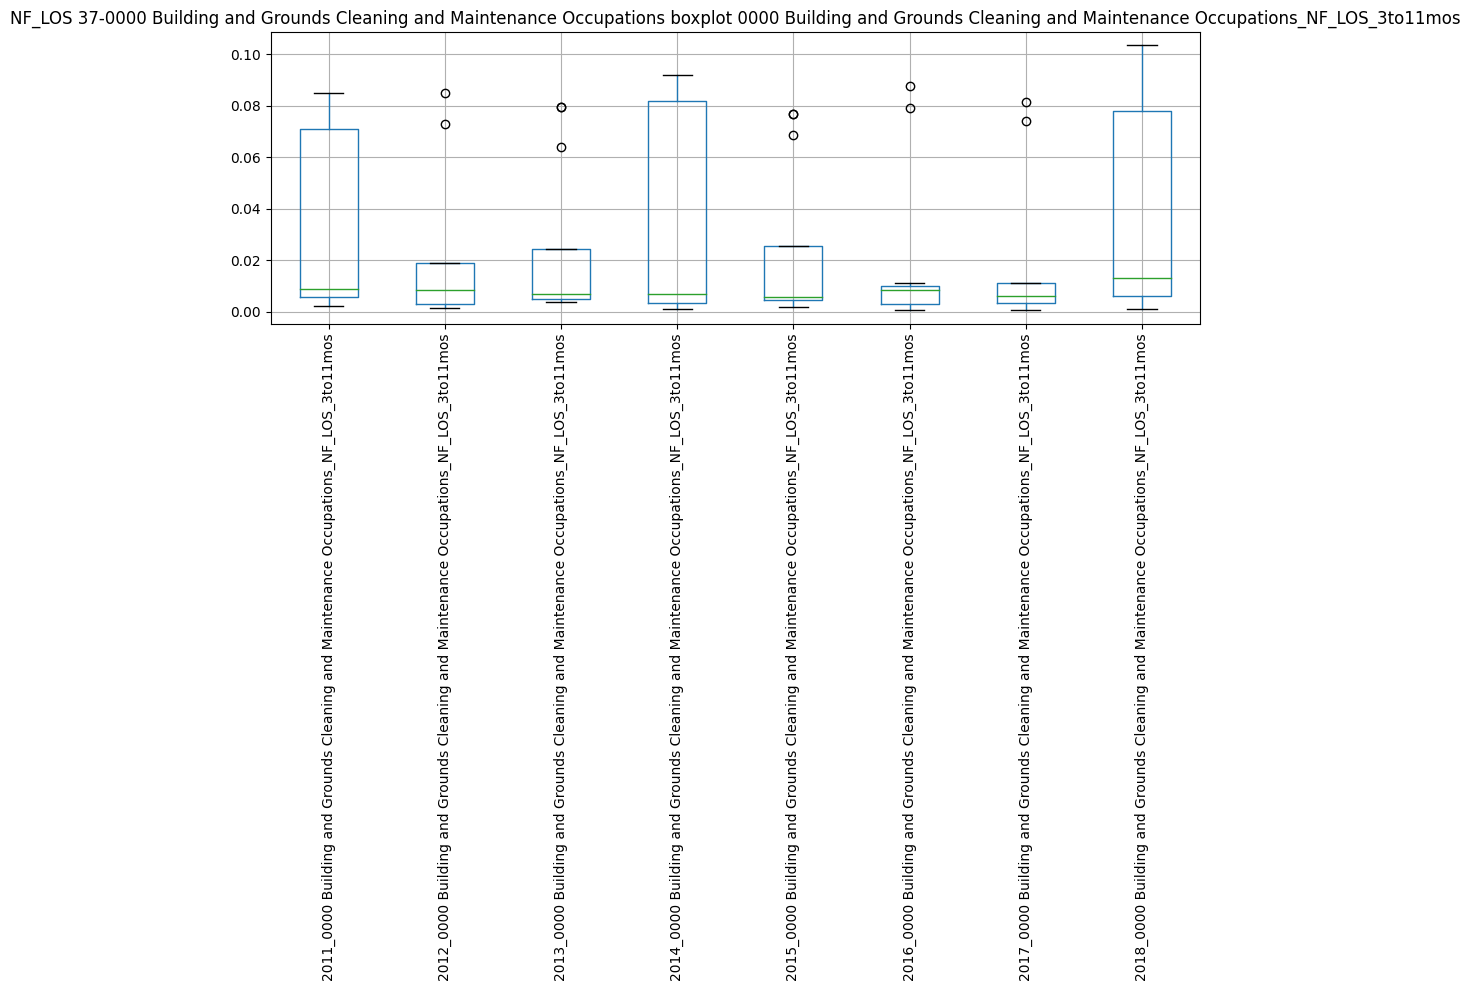 NF_LOS 37-0000 Building and Grounds Cleaning and Maintenance Occupations boxplot 0000 Building and Grounds Cleaning and Maintenance Occupations_NF_LOS_3to11mos
0.10
0.08
0.06
0.04
0.02
0.00
2011_0000 Building and Grounds Cleaning and Maintenance Occupations_NF_LOS_3to11mos
2012_0000 Building and Grounds Cleaning and Maintenance Occupations_NF_LOS_3to11mos
2013_0000 Building and Grounds Cleaning and Maintenance Occupations_NF_LOS_3to11mos
2014_0000 Building and Grounds Cleaning and Maintenance Occupations_NF_LOS_3to11mos
2015_0000 Building and Grounds Cleaning and Maintenance Occupations_NF_LOS_3to11mos
2016_0000 Building and Grounds Cleaning and Maintenance Occupations_NF_LOS_3to11mos
2017_0000 Building and Grounds Cleaning and Maintenance Occupations_NF_LOS_3to11mos
2018_0000 Building and Grounds Cleaning and Maintenance Occupations_NF_LOS_3to11mos